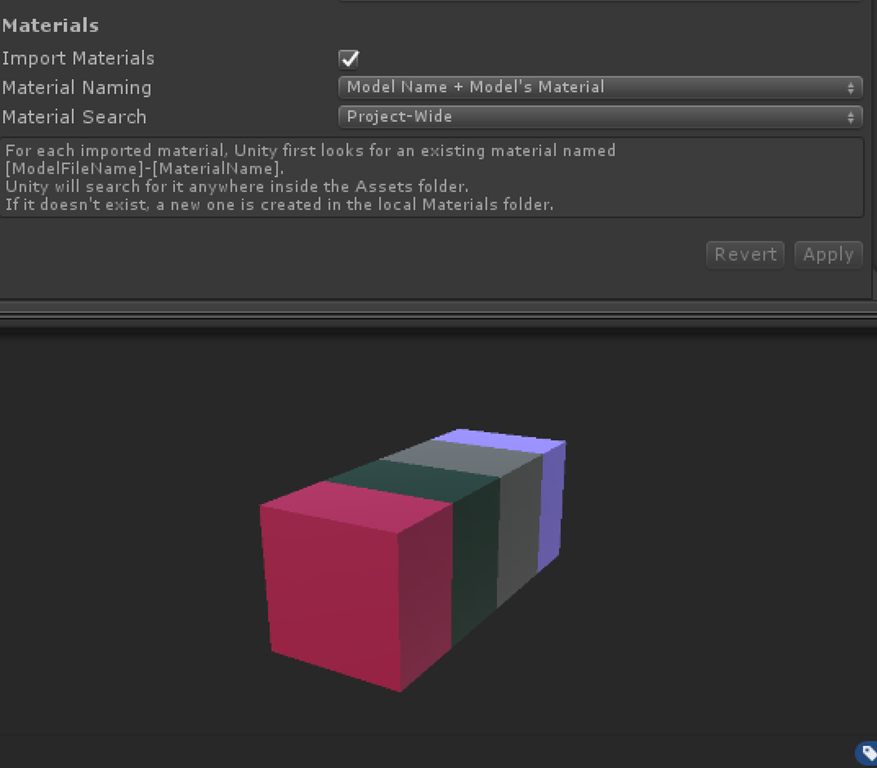 Materials
Import Materials
Material Naming
Model Name + Model's Material
Material Search
Project-Wide
For each imported material, Unity first looks for an existing material named
[ModelFileName]-[MaterialName].
Unity will search for it anywhere inside the Assets folder.
If it doesn't exist, a new one is created in the local Materials folder.
Revert
Apply